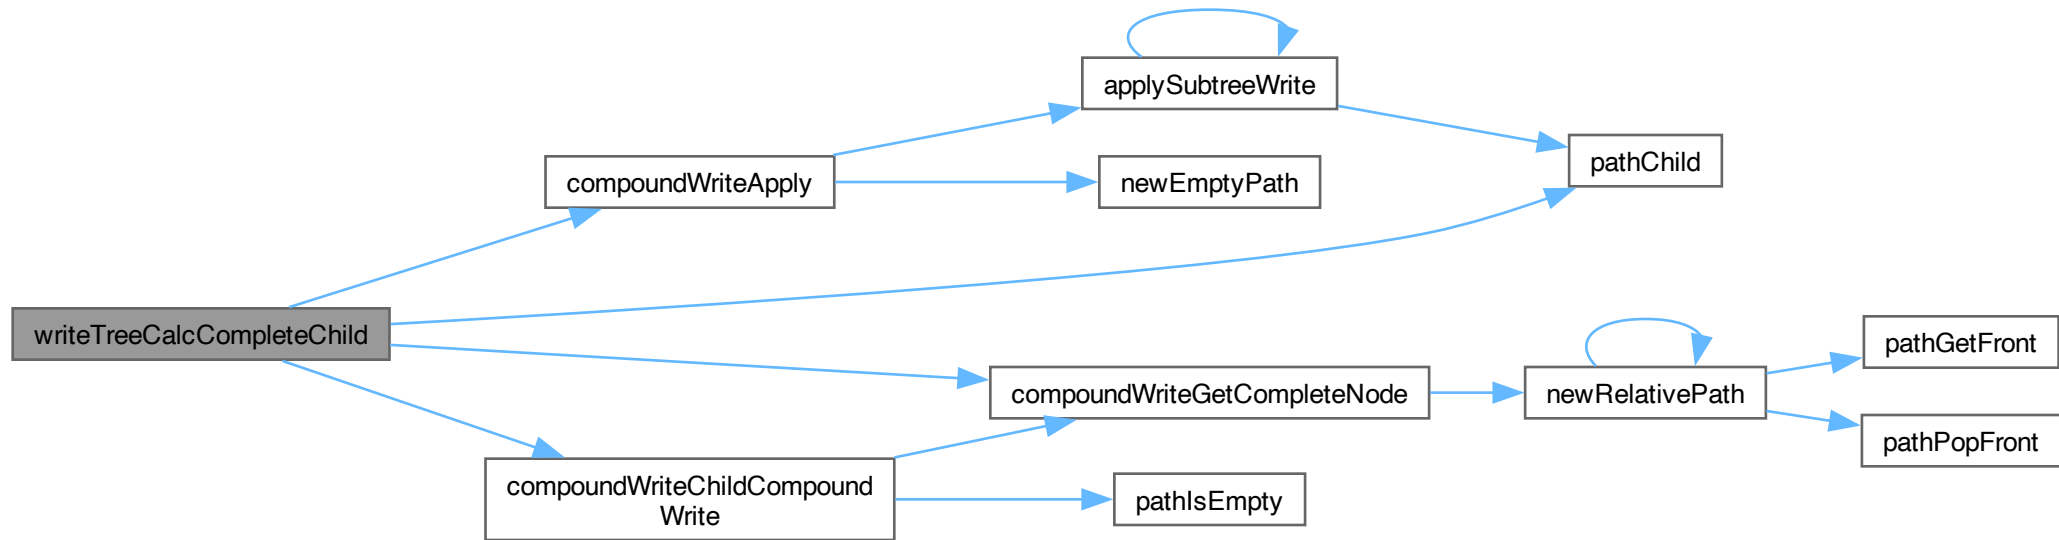 writeTreeCalcCompleteChild
compoundWriteApply
applySubtreeWrite
newEmptyPath
pathChild
compoundWriteGetCompleteNode
compoundWriteChildCompound
Write
pathIsEmpty
newRelativePath
pathGetFront
pathPopFront